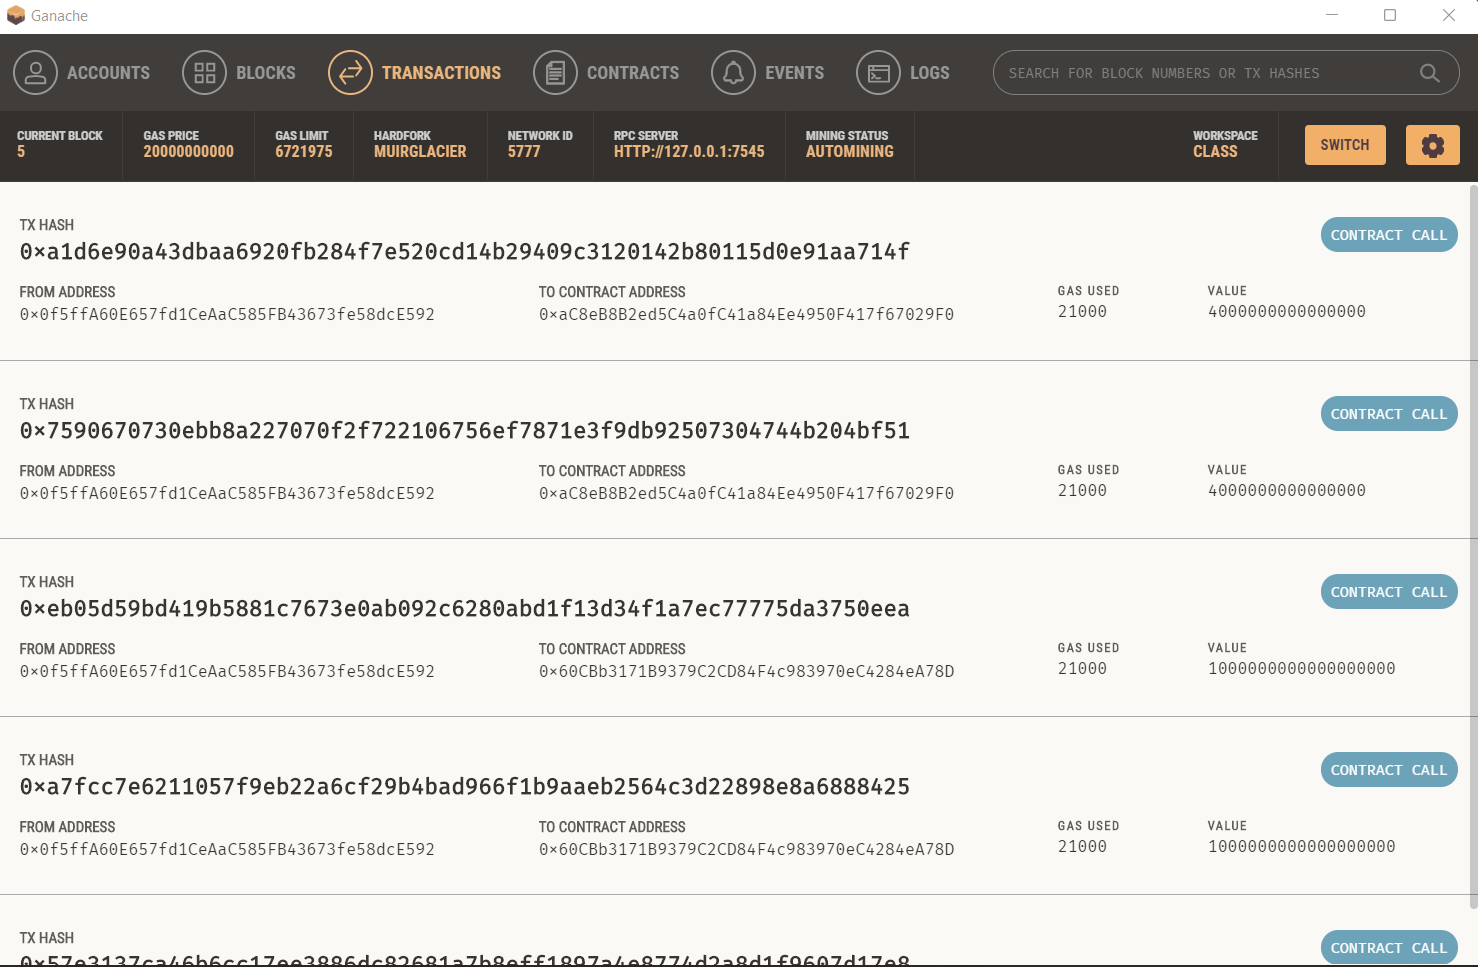 Ganache
ACCOUNTS BLOCKS TRANSACTIONS CONTRACTS EVENTS LOGS SEARCH FOR BLOCK NUMBERS OR TX HASHES
CURRENT BLOCK GAS PRICE GAS LIMIT HARDFORK NETWORK ID RPC SERVER MINING STATUS WORKSPACE
5 20000000000 6721975 MUIRGLACIER 5777 HTTP://127.0.0.1:7545 AUTOMINING CLASS SWITCH
TX HASH
0×a1d6e90a43dbaa6920fb284f7e520cd14b29409c3120142b80115d0e91aa714f CONTRACT CALL
FROM ADDRESS TO CONTRACT ADDRESS GAS USED VALUE
0×0f5ffA60E657fd1CeAaC585FB43673fe58dcE592 0×aC8eB8B2ed5C4a0fC41a84Ee4950F417f67029F0 21000 4000000000000000
TX HASH
0×7590670730ebb8a227070f2f722106756ef7871e3f9db92507304744b204bf51 CONTRACT CALL
FROM ADDRESS TO CONTRACT ADDRESS GAS USED VALUE
0×0f5ffA60E657fd1CeAaC585FB43673fe58dcE592 0×aC8eB8B2ed5C4a0fC41a84Ee4950F417f67029F0 21000 4000000000000000
TX HASH
0×eb05d59bd419b5881c7673e0ab092c6280abd1f13d34f1a7ec77775da3750eea CONTRACT CALL
FROM ADDRESS TO CONTRACT ADDRESS GAS USED VALUE
0×0f5ffA60E657fd1CeAaC585FB43673fe58dcE592 0×60CBb3171B9379C2CD84F4c983970eC4284eA78D 21000 1000000000000000000
TX HASH
0×a7fcc7e6211057f9eb22a6cf29b4bad966f1b9aaeb2564c3d22898e8a6888425 CONTRACT CALL
FROM ADDRESS TO CONTRACT ADDRESS GAS USED VALUE
0×0f5ffA60E657fd1CeAaC585FB43673fe58dcE592 0×60CBb3171B9379C2CD84F4c983970eC4284eA78D 21000 1000000000000000000
TX HASH
CONTRACT CALL